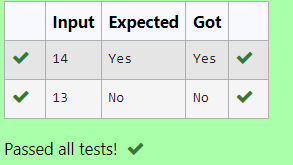 Input Expected Got
14 Yes Yes
13 No No
Passed all tests!